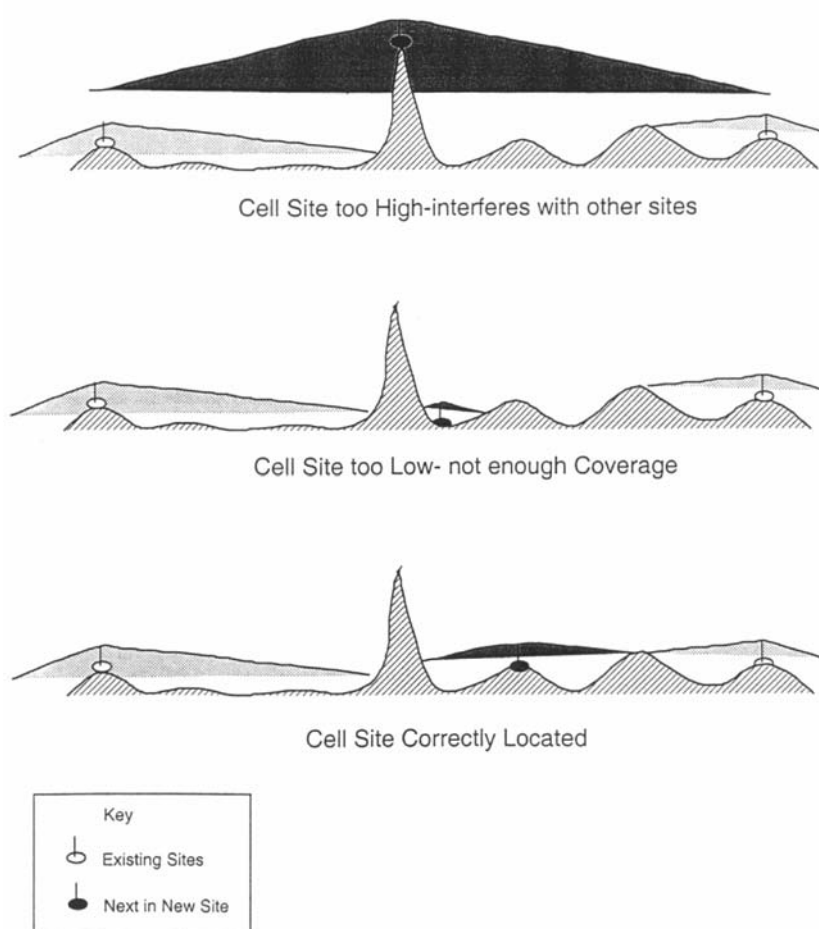 Cell Site too High-interferes with other sites
Cell Site too Low- not enough Coverage
Cell Site Correctly Located
Key
Existing Sites
Next in New Site